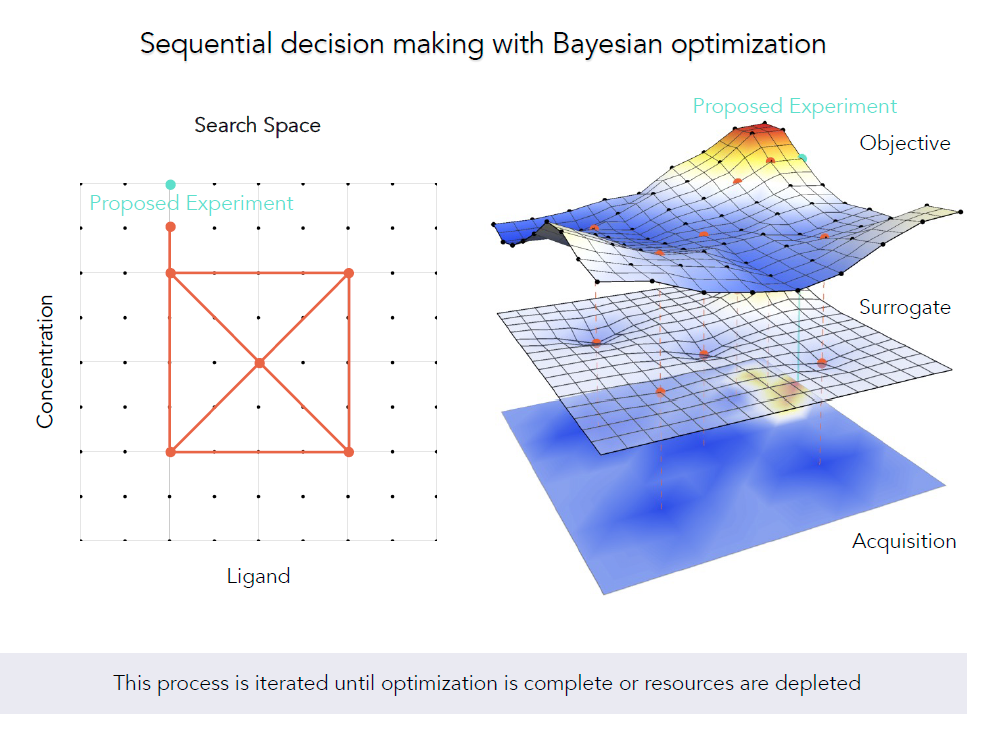 Sequential decision making with Bayesian optimization
Search Space
Proposed Experiment
Concentration
Ligand
Proposed Experiment
Objective
Surrogate
Acquisition
This process is iterated until optimization is complete or resources are depleted